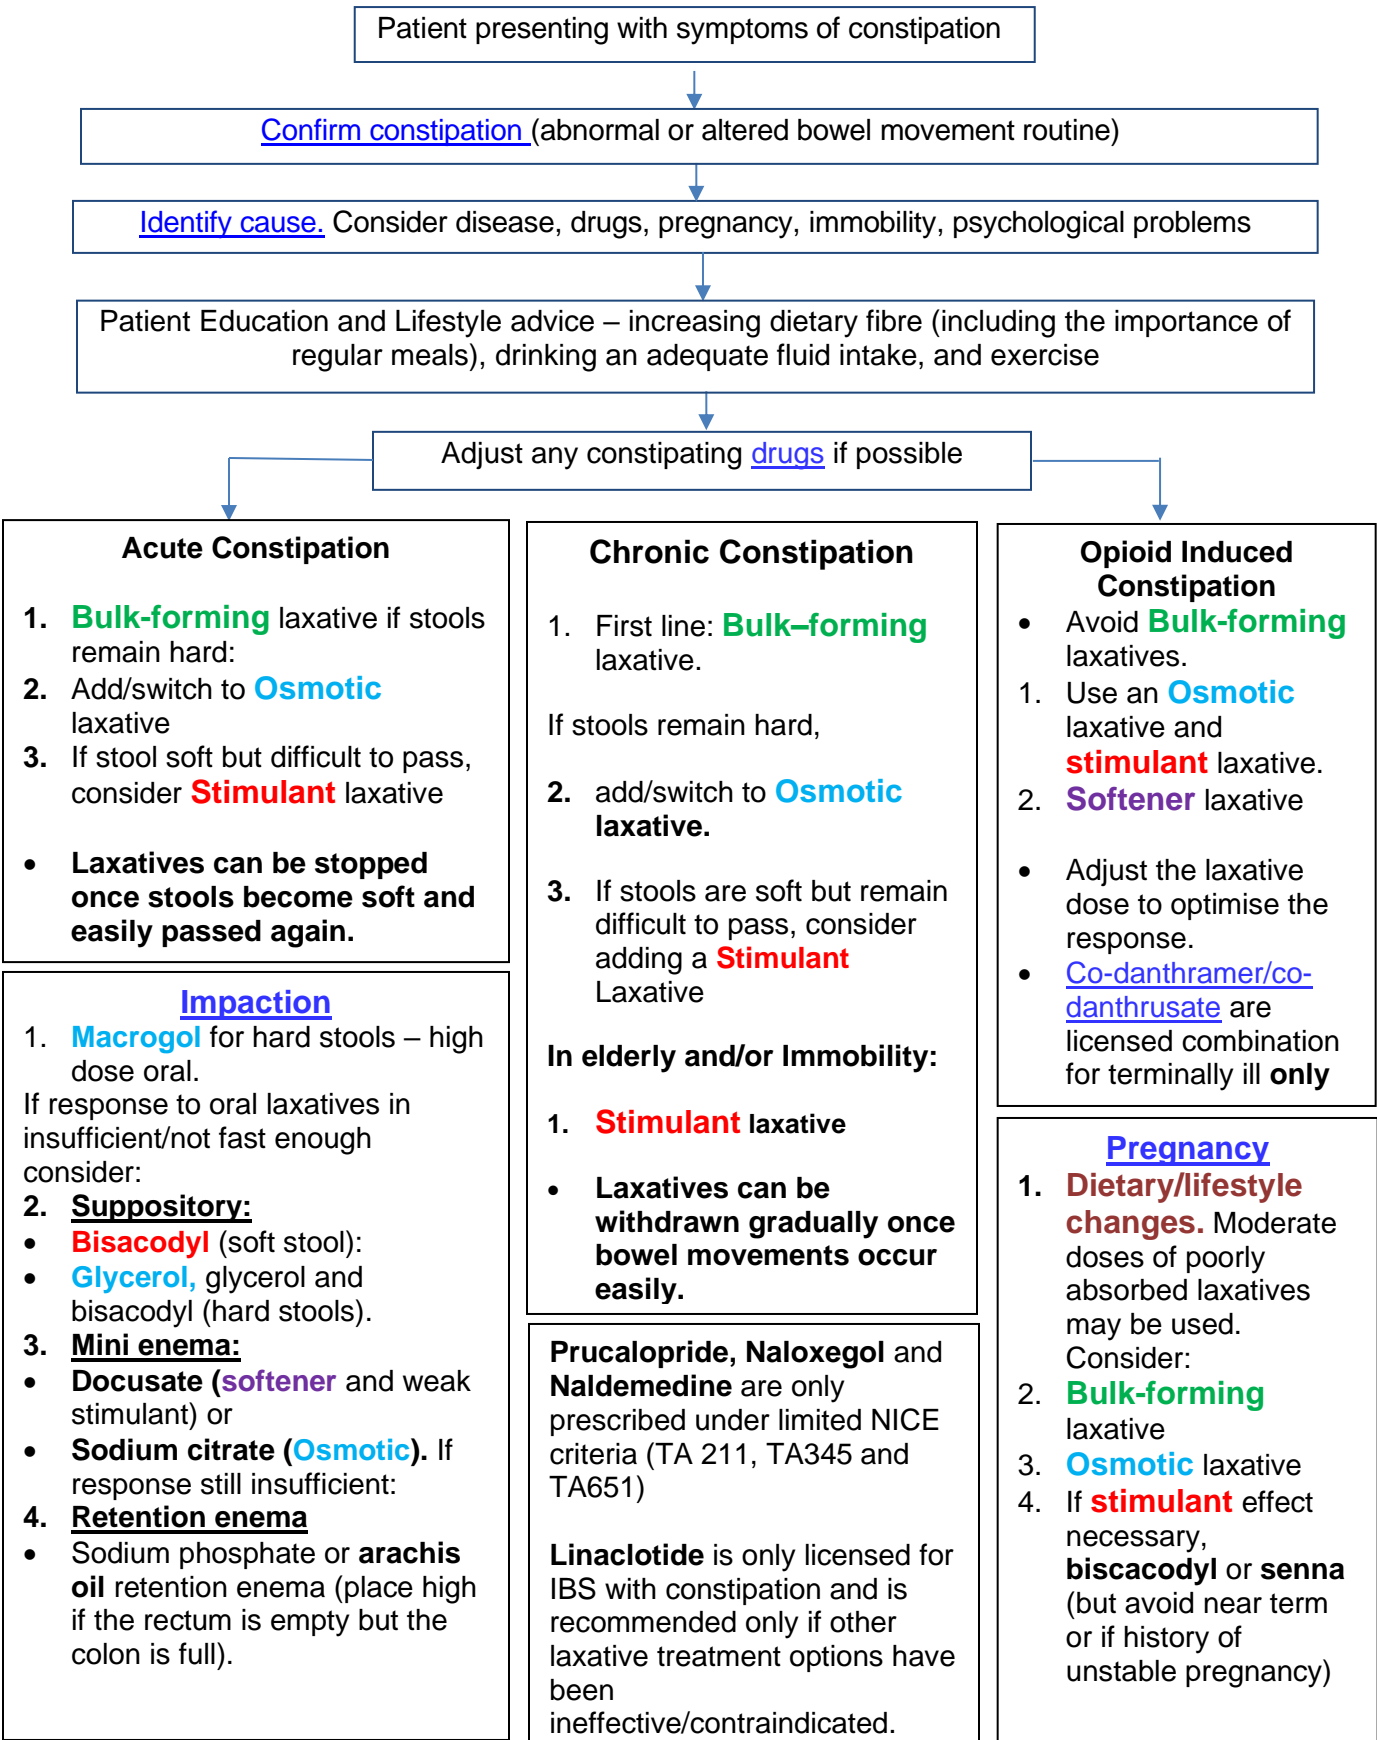 Patient presenting with symptoms of constipation
Confirm constipation (abnormal or altered bowel movement routine)
Identify cause. Consider disease, drugs, pregnancy, immobility, psychological problems
Patient Education and Lifestyle advice – increasing dietary fibre (including the importance of
regular meals), drinking an adequate fluid intake, and exercise
Adjust any constipating drugs if possible
Acute Constipation
1. Bulk-forming laxative if stools
remain hard:
2. Add/switch to Osmotic
laxative
3. If stool soft but difficult to pass,
consider Stimulant laxative
• Laxatives can be stopped
once stools become soft and
easily passed again.
Impaction
1. Macrogol for hard stools – high
dose oral.
If response to oral laxatives in
insufficient/not fast enough
consider:
2. Suppository:
• Bisacodyl (soft stool):
• Glycerol, glycerol and
bisacodyl (hard stools).
3. Mini enema:
• Docusate (softener and weak
stimulant) or
• Sodium citrate (Osmotic). If
response still insufficient:
4. Retention enema
• Sodium phosphate or arachis
oil retention enema (place high
if the rectum is empty but the
colon is full).
Chronic Constipation
1. First line: Bulk–forming
laxative.
If stools remain hard,
2. add/switch to Osmotic
laxative.
3. If stools are soft but remain
difficult to pass, consider
adding a Stimulant
Laxative
In elderly and/or Immobility:
1. Stimulant laxative
• Laxatives can be
withdrawn gradually once
bowel movements occur
easily.
Prucalopride, Naloxegol and
Naldemedine are only
prescribed under limited NICE
criteria (TA 211, TA345 and
TA651)
Linaclotide is only licensed for
IBS with constipation and is
recommended only if other
laxative treatment options have
been
ineffective/contraindicated.
Opioid Induced
Constipation
• Avoid Bulk-forming
laxatives.
1. Use an Osmotic
laxative and
stimulant laxative.
2. Softener laxative
• Adjust the laxative
dose to optimise the
response.
• Co-danthramer/co-
danthrusate are
licensed combination
for terminally ill only
Pregnancy
1. Dietary/lifestyle
changes. Moderate
doses of poorly
absorbed laxatives
may be used.
Consider:
2. Bulk-forming
laxative
3. Osmotic laxative
4. If stimulant effect
necessary,
biscacodyl or senna
(but avoid near term
or if history of
unstable pregnancy)